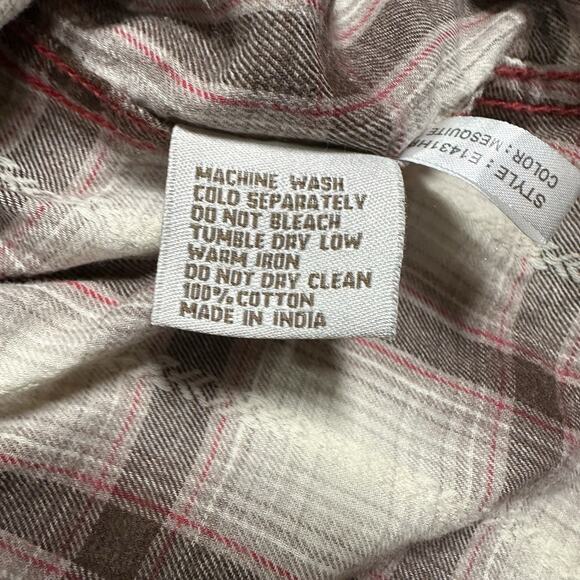 MACHINE WASH
COLD SEPARATELY
DO NOT BLEACH
TUMBLE DRY LOW
WARM IRON
DO NOT DRY CLEAN
100% COTTON
MADE IN INDIA
STYLE :
COLOR : MESQUITE